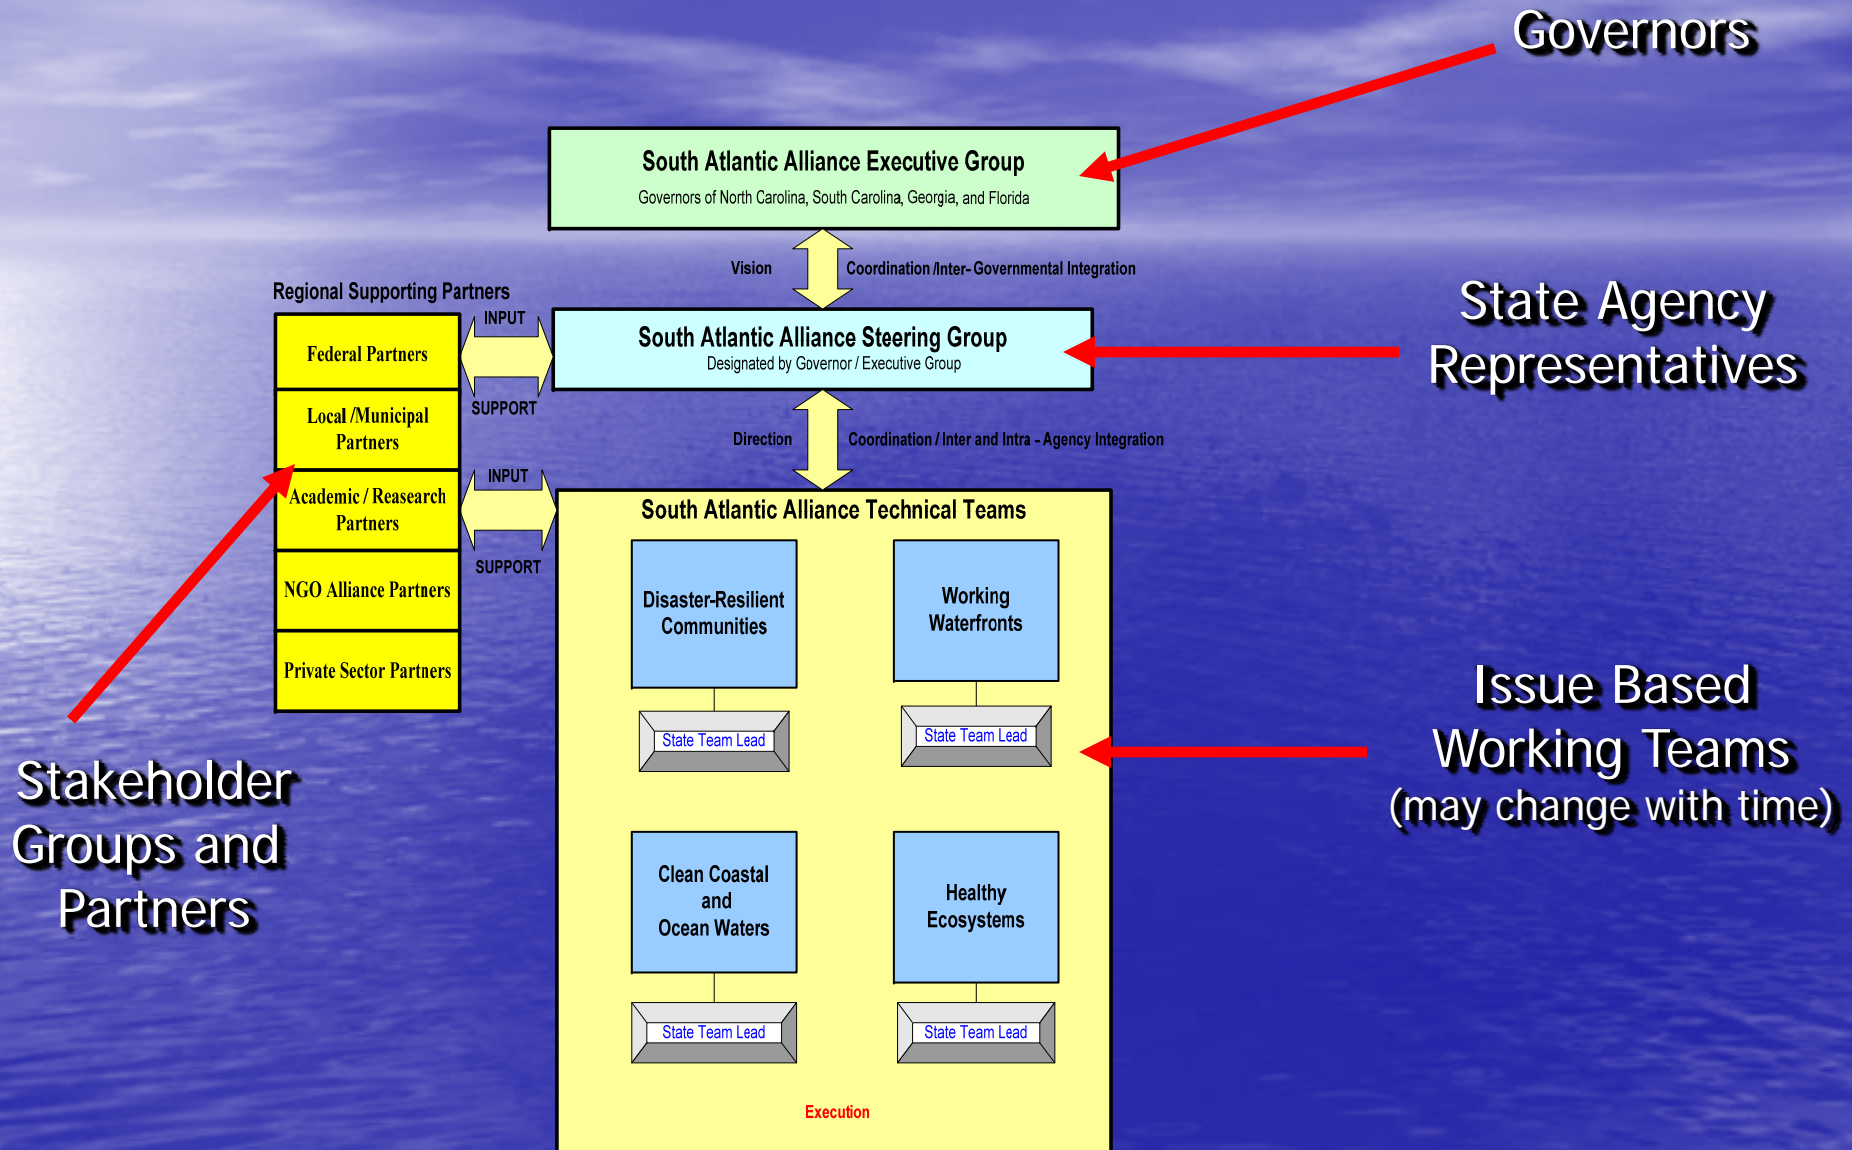 Governors
South Atlantic Alliance Executive Group
Governors of North Carolina, South Carolina, Georgia, and Florida
Vision
Coordination /Inter- Governmental Integration
Regional Supporting Partners
INPUT
SUPPORT
South Atlantic Alliance Steering Group
Designated by Governor / Executive Group
State Agency
Representatives
Federal Partners
Local /Municipal
Partners
Academic / Reasearch
Partners
NGO Alliance Partners
Private Sector Partners
Direction
Coordination / Inter and Intra - Agency Integration
INPUT
SUPPORT
South Atlantic Alliance Technical Teams
Disaster-Resilient
Communities
State Team Lead
Working
Waterfronts
State Team Lead
Clean Coastal
and
Ocean Waters
State Team Lead
Healthy
Ecosystems
State Team Lead
Execution
Issue Based
Working Teams
(may change with time)
Stakeholder
Groups and
Partners